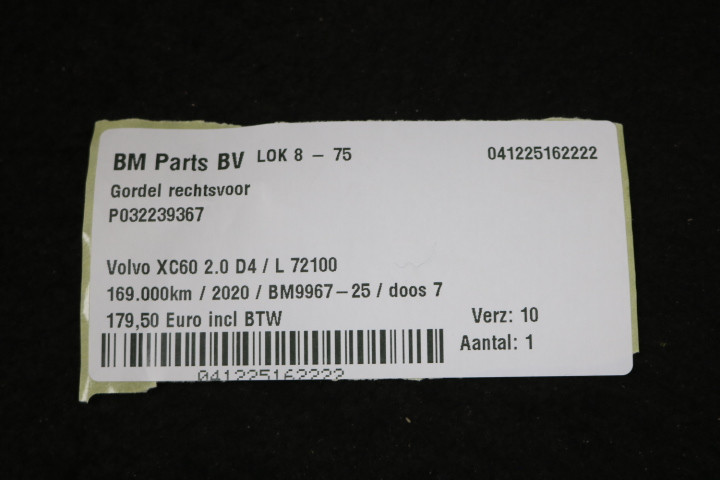 BM Parts BV LOK 8 - 75 041225162222
Gordel rechtsvoor
P032239367
Volvo XC60 2.0 D4 / L 72100
169.000km / 2020 / BM9967-25 / doos 7
179,50 Euro incl BTW Verz: 10
Aantal: 1
041225162222